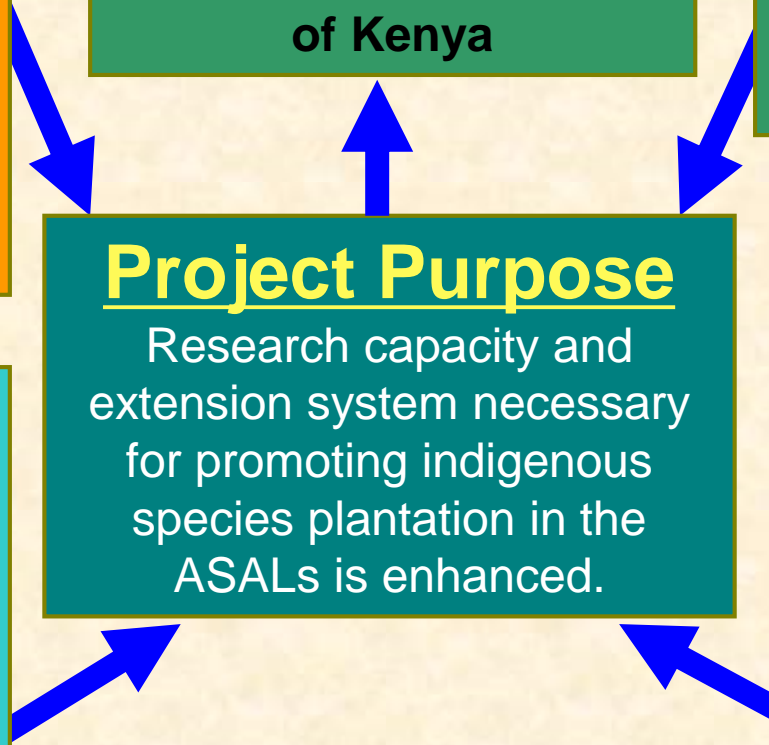 of Kenya
Project Purpose
Research capacity and
extension system necessary
for promoting indigenous
species plantation in the
ASALs is enhanced.